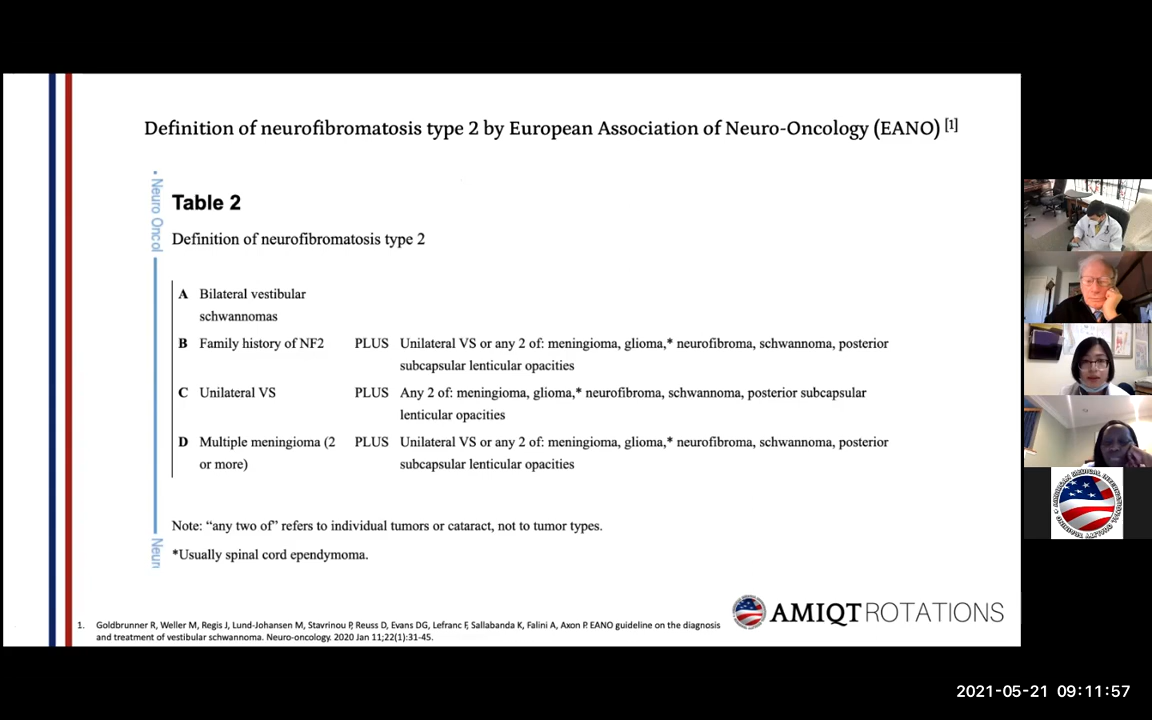 Definition of neurofibromatosis type 2 by European Association of Neuro-Oncology (EANO) [1]
• Neuro Oncol
Table 2
Definition of neurofibromatosis type 2
A Bilateral vestibular
schwannomas
B Family history of NF2 PLUS Unilateral VS or any 2 of: meningioma, glioma,* neurofibroma, schwannoma, posterior
subcapsular lenticular opacities
C Unilateral VS PLUS Any 2 of: meningioma, glioma,* neurofibroma, schwannoma, posterior subcapsular
lenticular opacities
D Multiple meningioma (2 PLUS Unilateral VS or any 2 of: meningioma, glioma,* neurofibroma, schwannoma, posterior
or more) subcapsular lenticular opacities
Neuro
Note: “any two of” refers to individual tumors or cataract, not to tumor types.
*Usually spinal cord ependymoma.
AMIQTROTATIONS
1. Goldbrunner R, Weller M, Regis J, Lund-Johansen M, Stavrinou P, Reuss D, Evans DG, Lefranc F, Sallabanda K, Falini A, Axon P. EANO guideline on the diagnosis
and treatment of vestibular schwannoma. Neuro-oncology. 2020 Jan 11;22(1):31-45.
2021-05-21 09:11:57